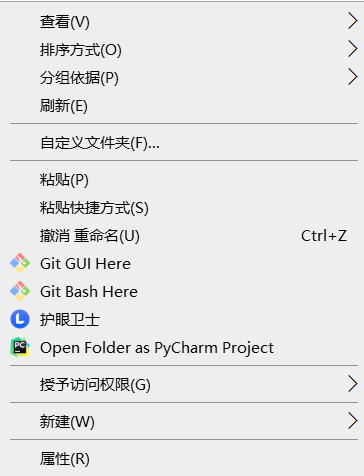 查看(V)
排序方式(O)
分组依据(P)
刷新(E)
自定义文件夹(F)...
粘贴(P)
粘贴快捷方式(S)
撤消 重命名(U) Ctrl+Z
Git GUI Here
Git Bash Here
护眼卫士
PC Open Folder as PyCharm Project
授予访问权限(G)
新建(W)
属性(R)